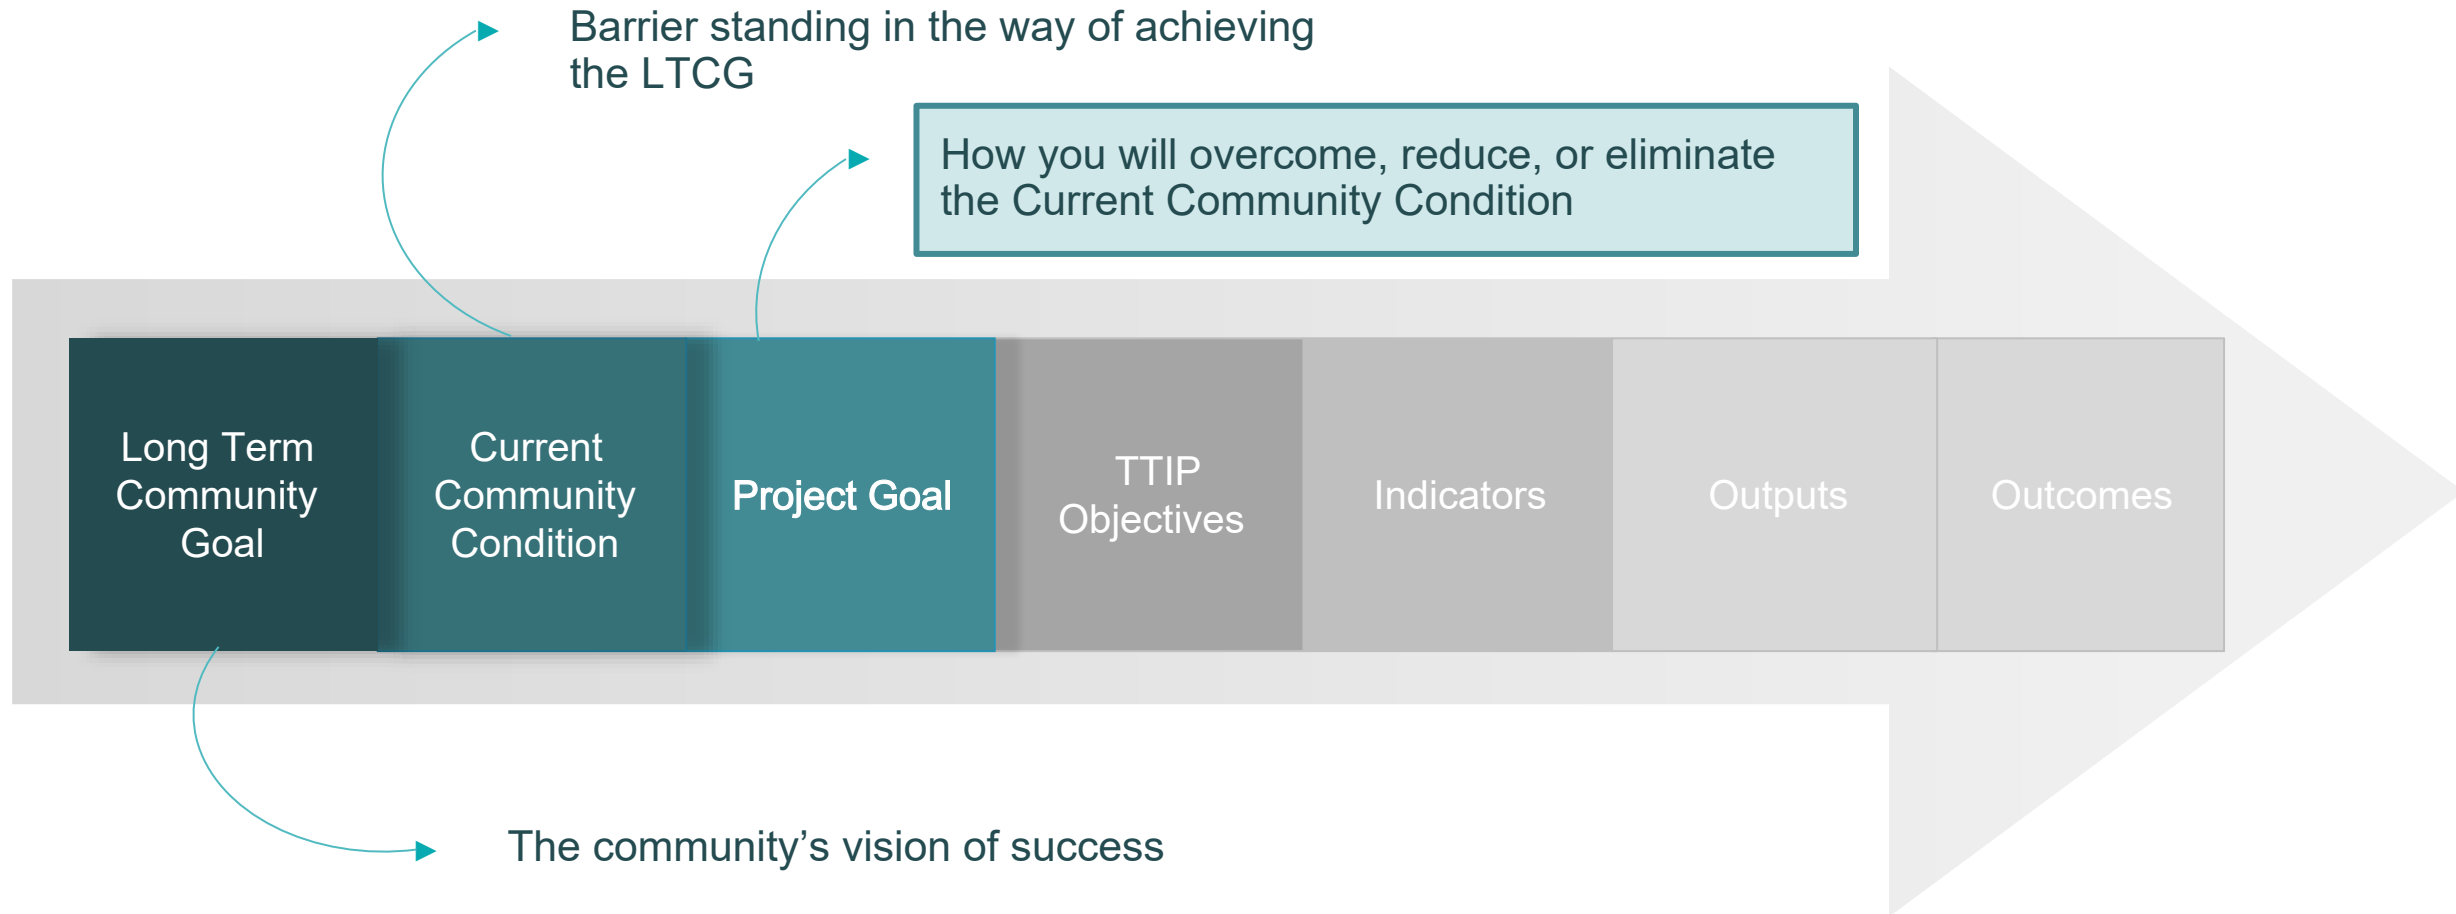 Barrier standing in the way of achieving
the LTCG
How you will overcome, reduce, or eliminate
the Current Community Condition
Long Term
Community
Goal
Current
Community
Condition
Project Goal
TTIP
Objectives
Indicators
Outputs
Outcomes
The community’s vision of success